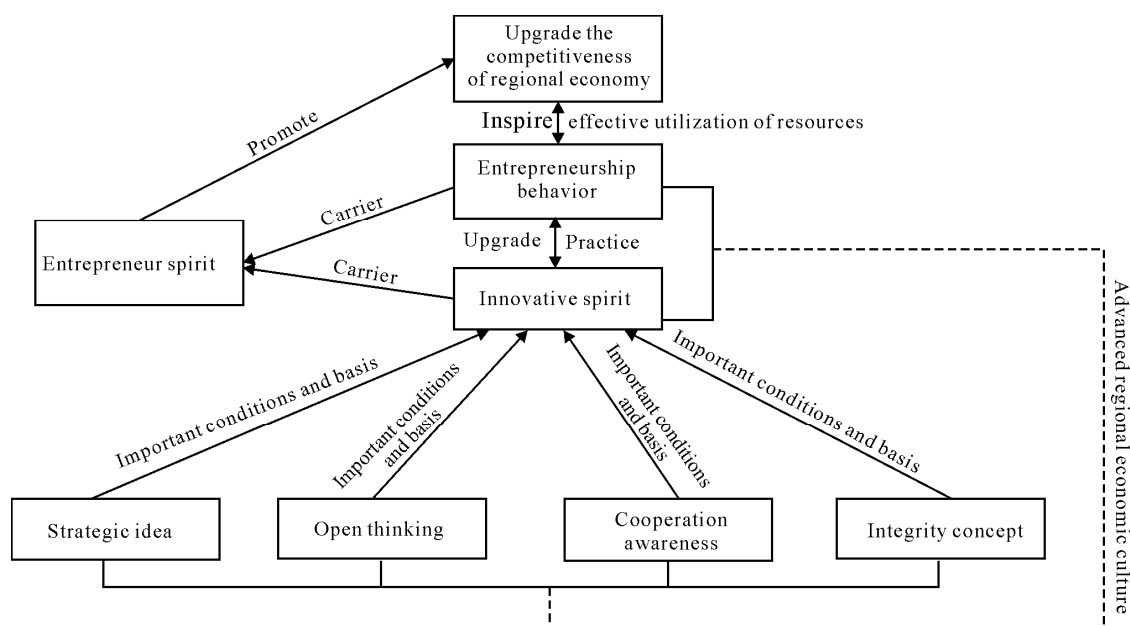 Upgrade the
competitiveness
of regional economy
Promote
Inspire
effective utilization of resources
Entrepreneurship
behavior
Carrier
Upgrade
Practice
Entrepreneur spirit
Carrier
Innovative spirit
Advanced regional economic culture
Important conditions and basis
Important conditions
and basis
Important conditions
and basis
Important conditions and basis
Strategic idea
Open thinking
Cooperation
awareness
Integrity concept